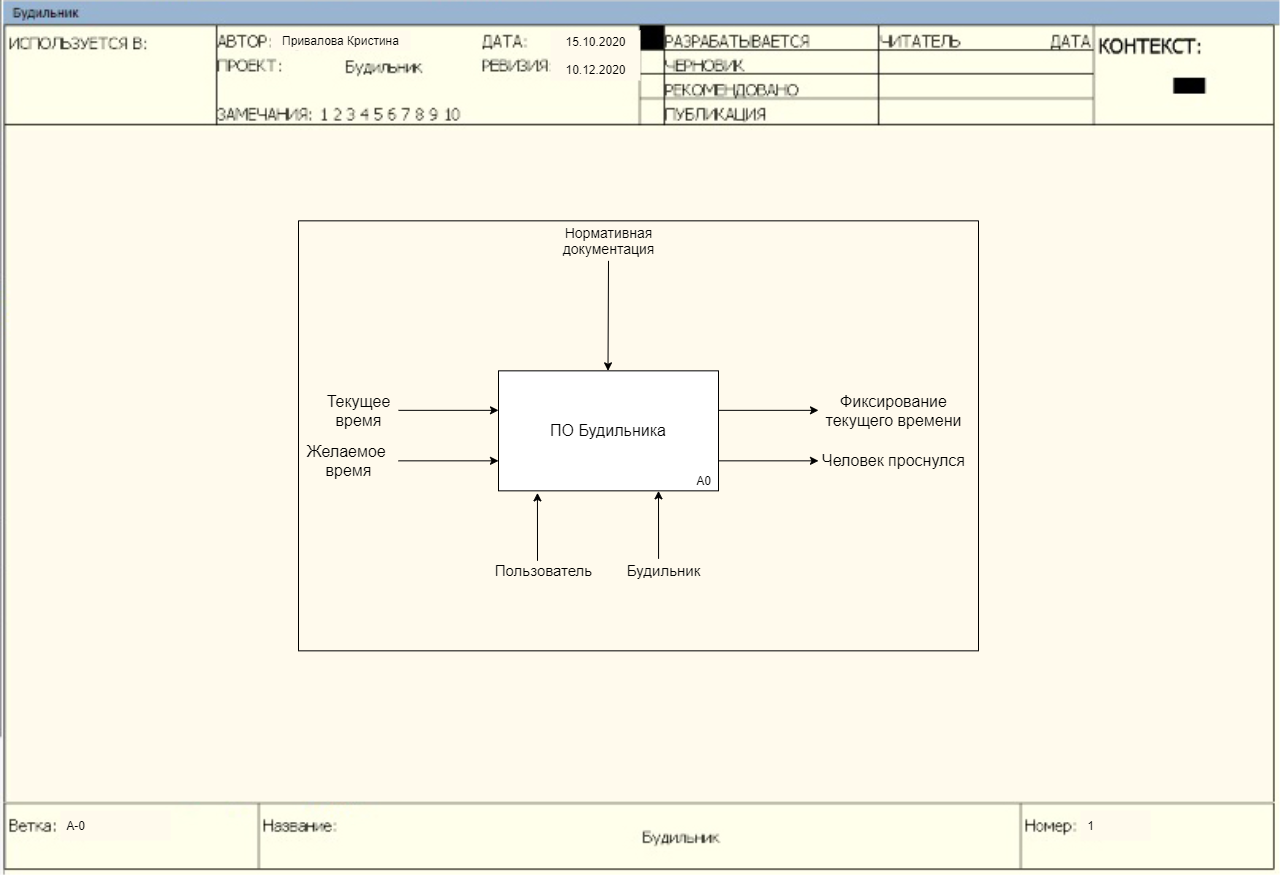 Будильник
ИСПОЛЬЗУЕТСЯ В:
АВТОР: Привалова Кристина
ДАТА: 15.10.2020
ПРОЕКТ: Будильник
РЕВИЗИЯ: 10.12.2020
ЗАМЕЧАНИЯ: 1 2 3 4 5 6 7 8 9 10
РАЗРАБАТЫВАЕТСЯ
ЧЕРНОВИК
РЕКОМЕНДОВАНО
ПУБЛИКАЦИЯ
ЧИТАТЕЛЬ
ДАТА
КОНТЕКСТ:
Нормативная
документация
Текущее
время
Желаемое
время
ПО Будильника
A0
Фиксирование
текущего времени
Человек проснулся
Пользователь
Будильник
Ветка: А-0
Название:
Будильник
Номер: 1